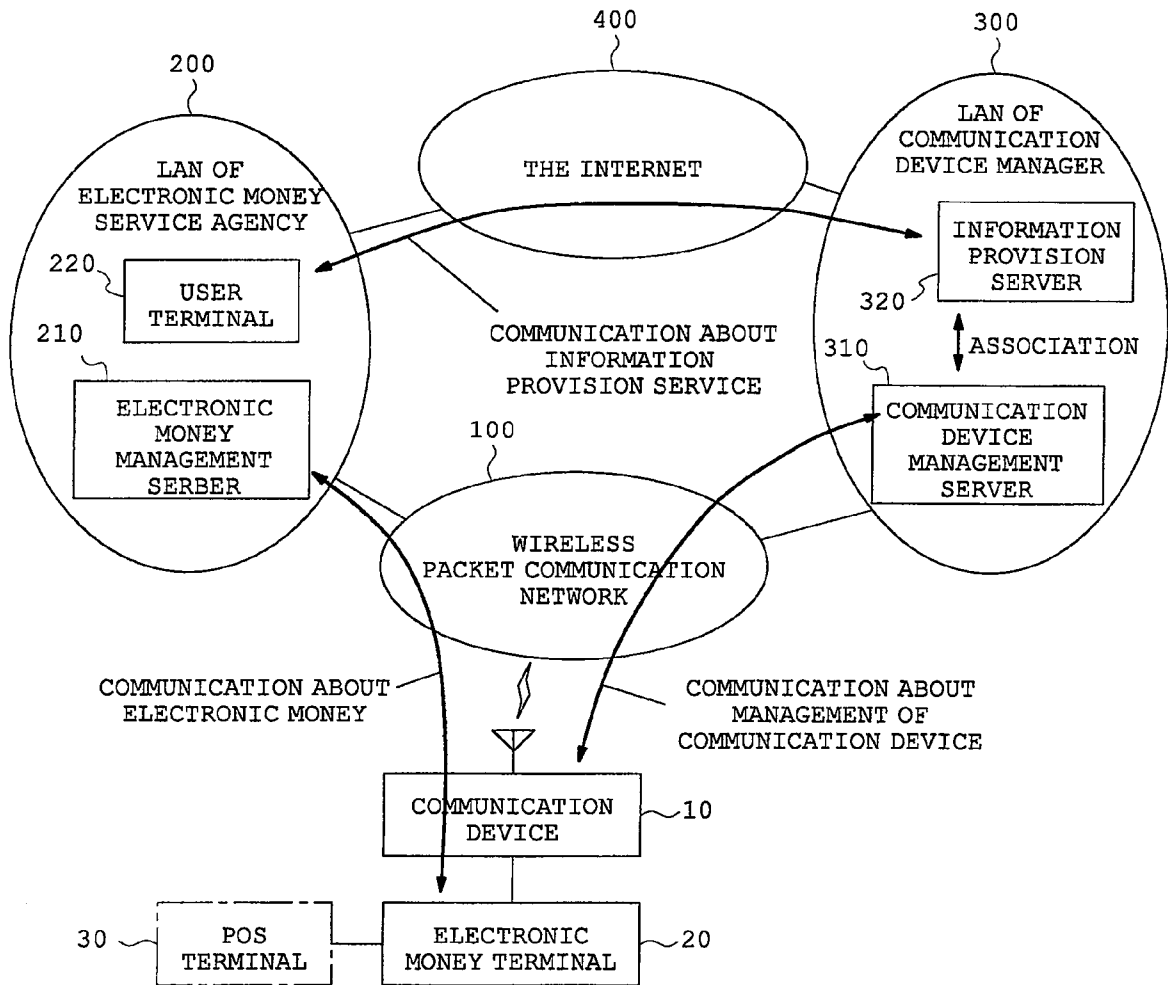 400
300
200
LAN OF
ELECTRONIC MONEY
SERVICE AGENCY
THE INTERNET
LAN OF
COMMUNICATION
DEVICE MANAGER
220
USER
TERMINAL
INFORMATION
PROVISION
SERVER
320
210
COMMUNICATION ABOUT
INFORMATION
PROVISION SERVICE
310
ASSOCIATION
ELECTRONIC
MONEY
MANAGEMENT
SERBER
100
COMMUNICATION
DEVICE
MANAGEMENT
SERVER
WIRELESS
PACKET COMMUNICATION
NETWORK
COMMUNICATION ABOUT
ELECTRONIC MONEY
COMMUNICATION ABOUT
MANAGEMENT OF
COMMUNICATION DEVICE
COMMUNICATION
DEVICE
10
30
POS
TERMINAL
ELECTRONIC
MONEY TERMINAL
20